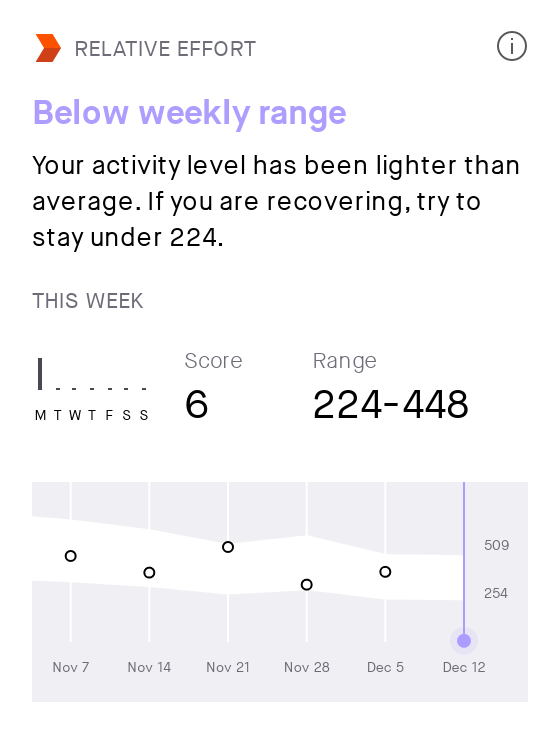 RELATIVE EFFORT
Below weekly range
Your activity level has been lighter than
average. If you are recovering, try to
stay under 224.
THIS WEEK
Score
Range
6
224-448
M T W T F S S
509
254
Nov 7
Nov 14
Nov 21
Nov 28
Dec 5
Dec 12